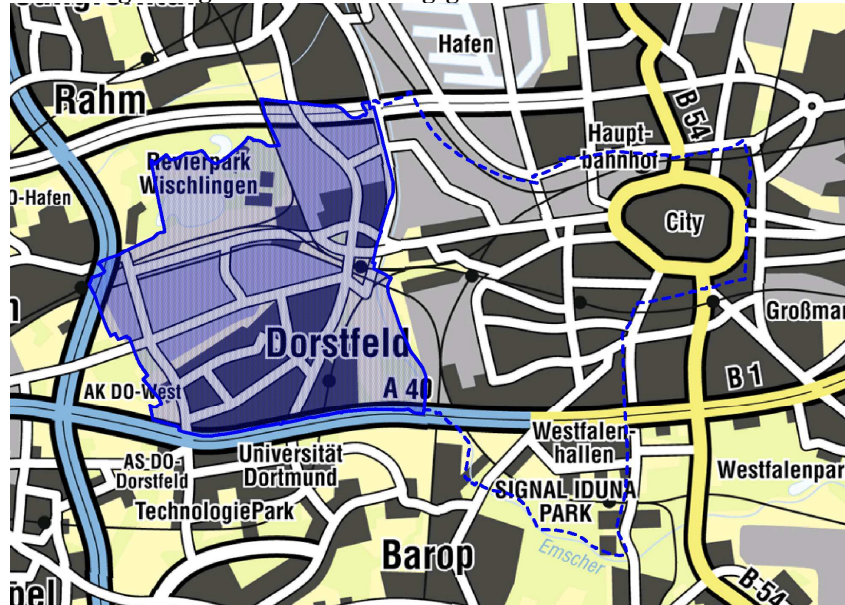 Hafen
Rahm
B 54
Haupt-
bahnhof
Revierpark
Wischlingen
O-Hafen
City
Großmar
Dorstfeld
A 40
B 1
AK DO-West
Westfalen-
hallen
AS-DO-
Dorstfeld
Universität
Dortmund
Westfalenpar
SIGNAL IDUNA
PARK
TechnologiePark
Emscher
Barop
B-54
pel